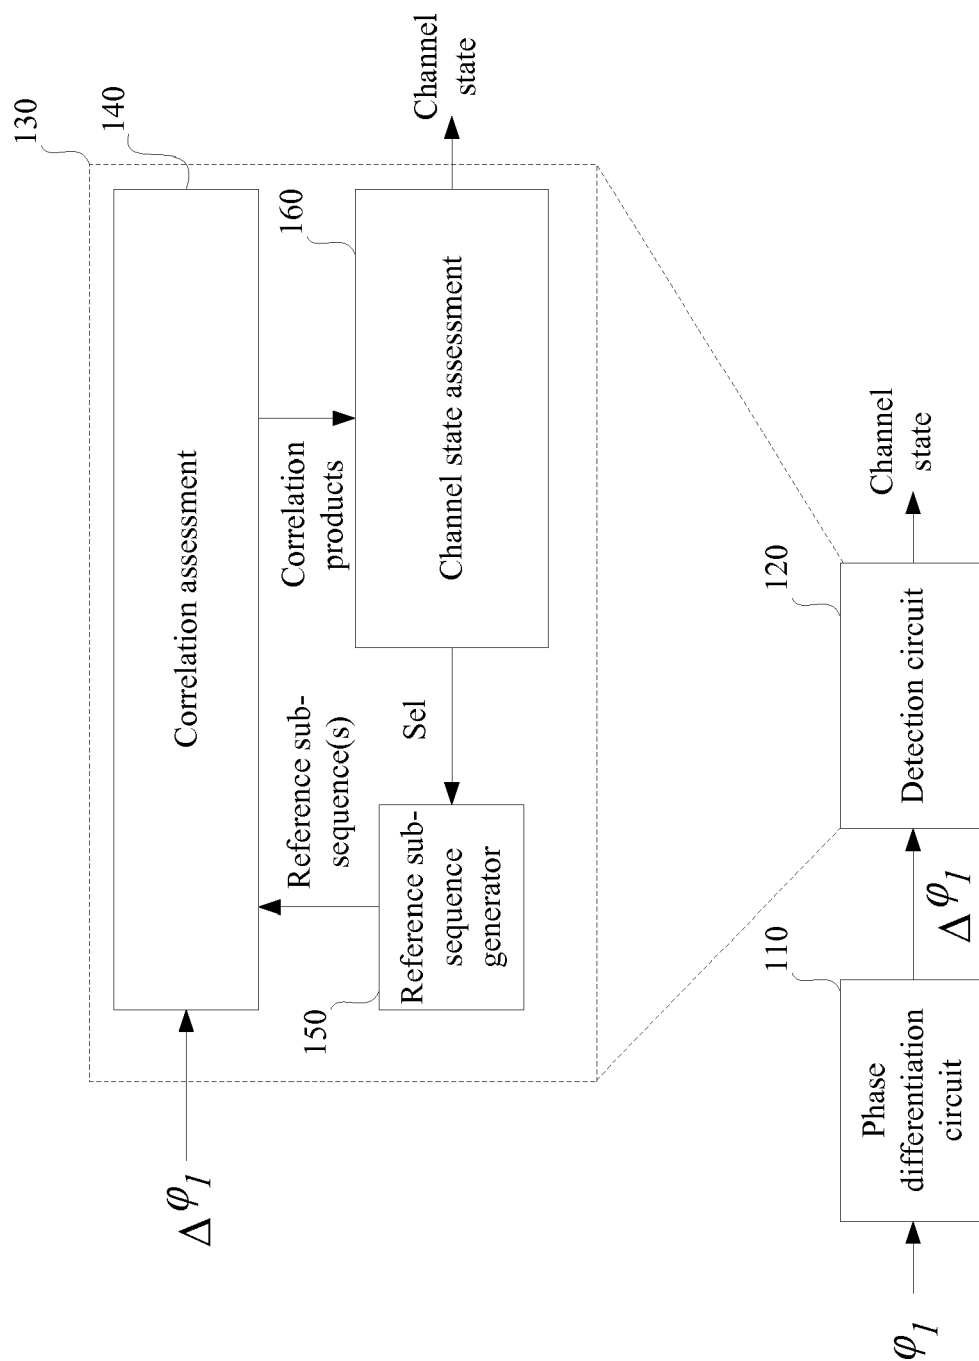 130
140
Correlation assessment
Δφ1
Correlation
products
160
Channel state assessment
Channel
state
Sel
Reference sub-
sequence(s)
150
Reference sub-
sequence
generator
φ1
110
Phase
differentiation
circuit
Δφ1
120
Detection circuit
Channel
state